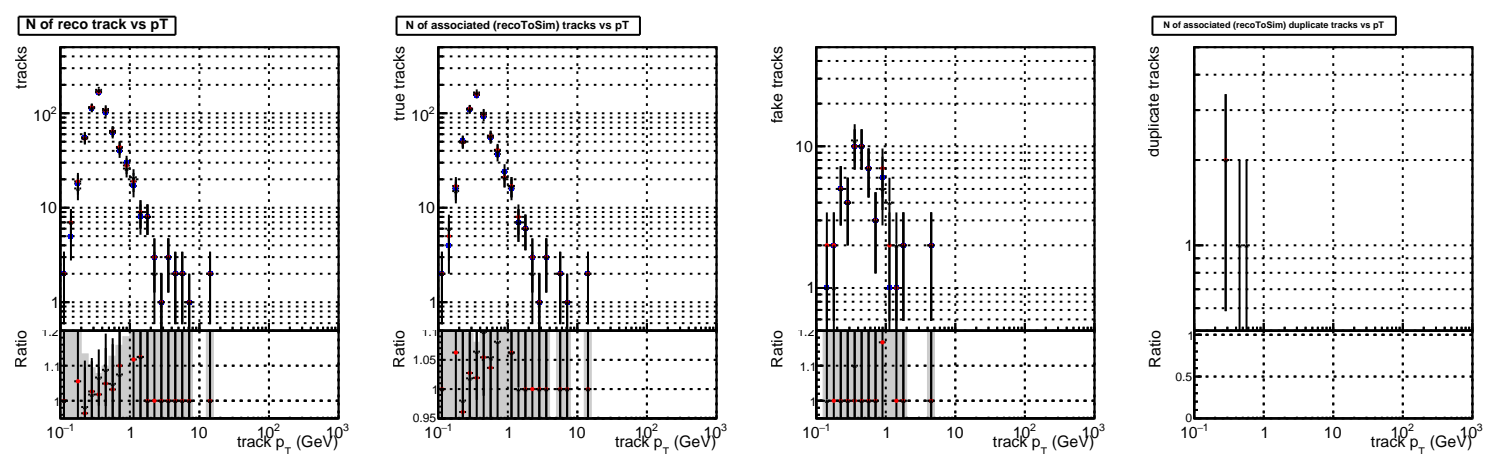 N of reco track vs pT
tracks
10²
10
1
Ratio
1.2
1.1
1
10⁻¹ 1 10 10² 10³
track p_T (GeV)
N of associated (recoToSim) tracks vs pT
true tracks
10²
10
1
Ratio
1.1
1.05
1.0
0.95
10⁻¹ 1 10 10² 10³
track p_T (GeV)
fake tracks
10
1
Ratio
1.2
1.1
1
10⁻¹ 1 10 10² 10³
track p_T (GeV)
N of associated (recoToSim) duplicate tracks vs pT
duplicate tracks
1
Ratio
1
0.5
0
10⁻¹ 1 10 10² 10³
track p_T (GeV)